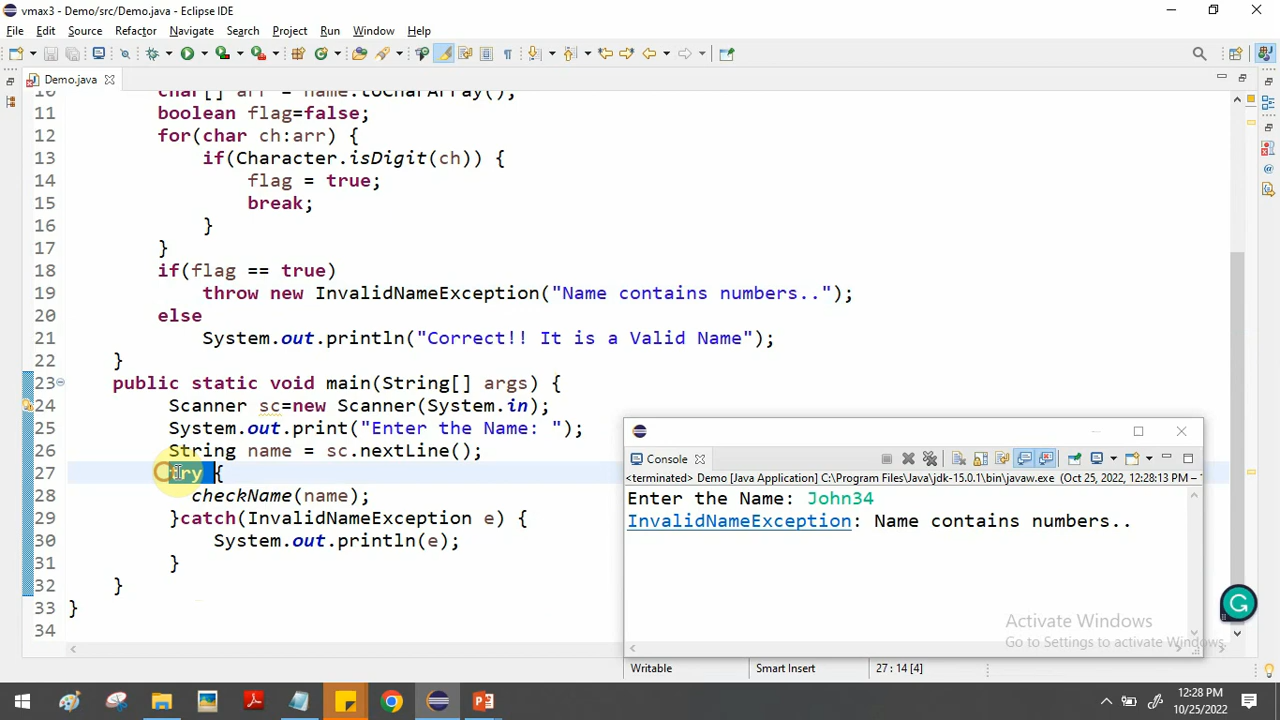 vmax3 - Demo/src/Demo.java - Eclipse IDE
File Edit Source Refactor Navigate Search Project Run Window Help
Demo.java
10 char[] arr = name.toCharArray();
11 boolean flag=false;
12 for(char ch:arr) {
13 if(Character.isDigit(ch)) {
14 flag = true;
15 break;
16 }
17 }
18 if(flag == true)
19 throw new InvalidNameException("Name contains numbers..");
20 else
21 System.out.println("Correct!! It is a Valid Name");
22 }
23 public static void main(String[] args) {
24 Scanner sc=new Scanner(System.in);
25 System.out.print("Enter the Name: ");
26 String name = sc.nextLine();
27 try {
28 checkName(name);
29 }catch(InvalidNameException e) {
30 System.out.println(e);
31 }
32 }
33 }
34
Console
<terminated> Demo [Java Application] C:\Program Files\Java\jdk-15.0.1\bin\javaw.exe (Oct 25, 2022, 12:28:13 PM
Enter the Name: John34
InvalidNameException: Name contains numbers..
Activate Windows
Go to Settings to activate Windows.
Writable Smart Insert 27 : 14 [4]
12:28 PM
10/25/2022